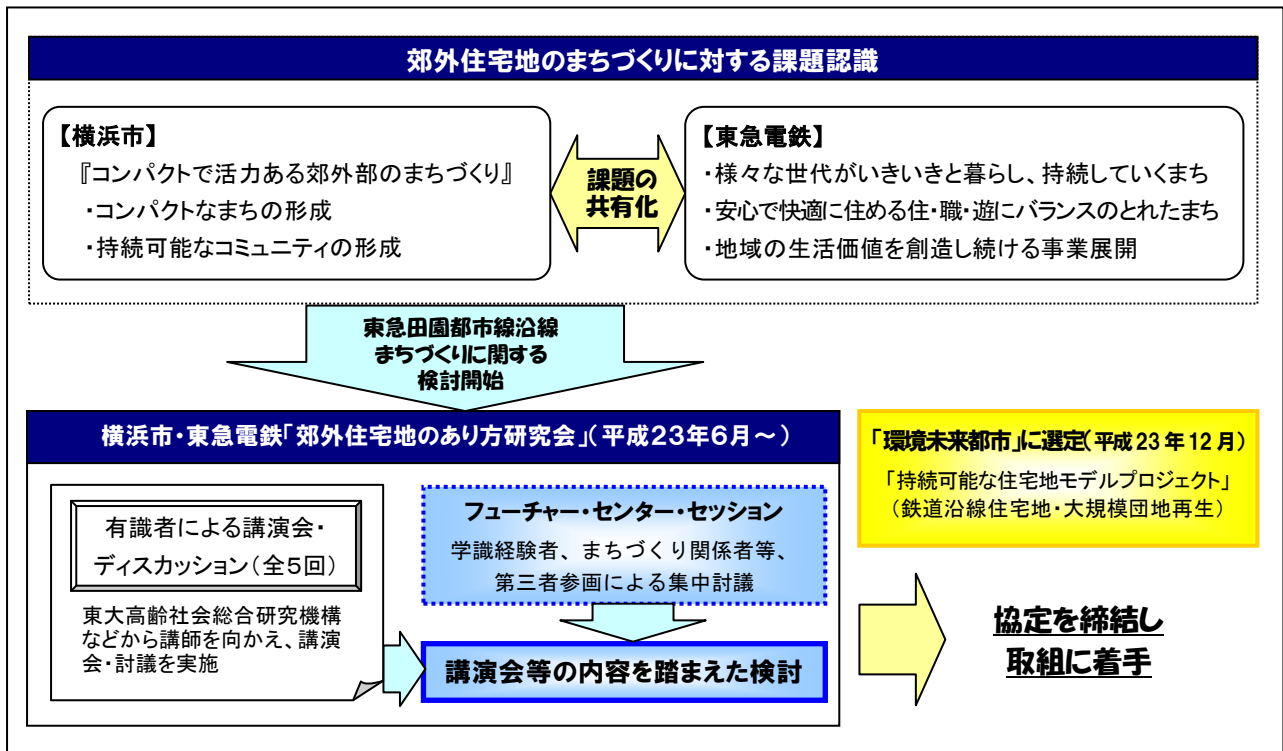 郊外住宅地のまちづくりに対する課題認識
【横浜市】
『コンパクトで活力ある郊外部のまちづくり』
・コンパクトなまちの形成
・持続可能なコミュニティの形成
課題の
共有化
【東急電鉄】
・様々な世代がいきいきと暮らし、持続していくまち
・安心で快適に住める住・職・遊にバランスのとれたまち
・地域の生活価値を創造し続ける事業展開
東急田園都市線沿線
まちづくりに関する
検討開始
横浜市・東急電鉄「郊外住宅地のあり方研究会」(平成23年6月~)
有識者による講演会・
ディスカッション(全5回)
東大高齢社会総合研究機構
などから講師を向かえ、講演
会・討議を実施
フューチャー・センター・セッション
学識経験者、まちづくり関係者等、
第三者参画による集中討議
講演会等の内容を踏まえた検討
「環境未来都市」に選定(平成23年12月)
「持続可能な住宅地モデルプロジェクト」
(鉄道沿線住宅地・大規模団地再生)
協定を締結し
取組に着手